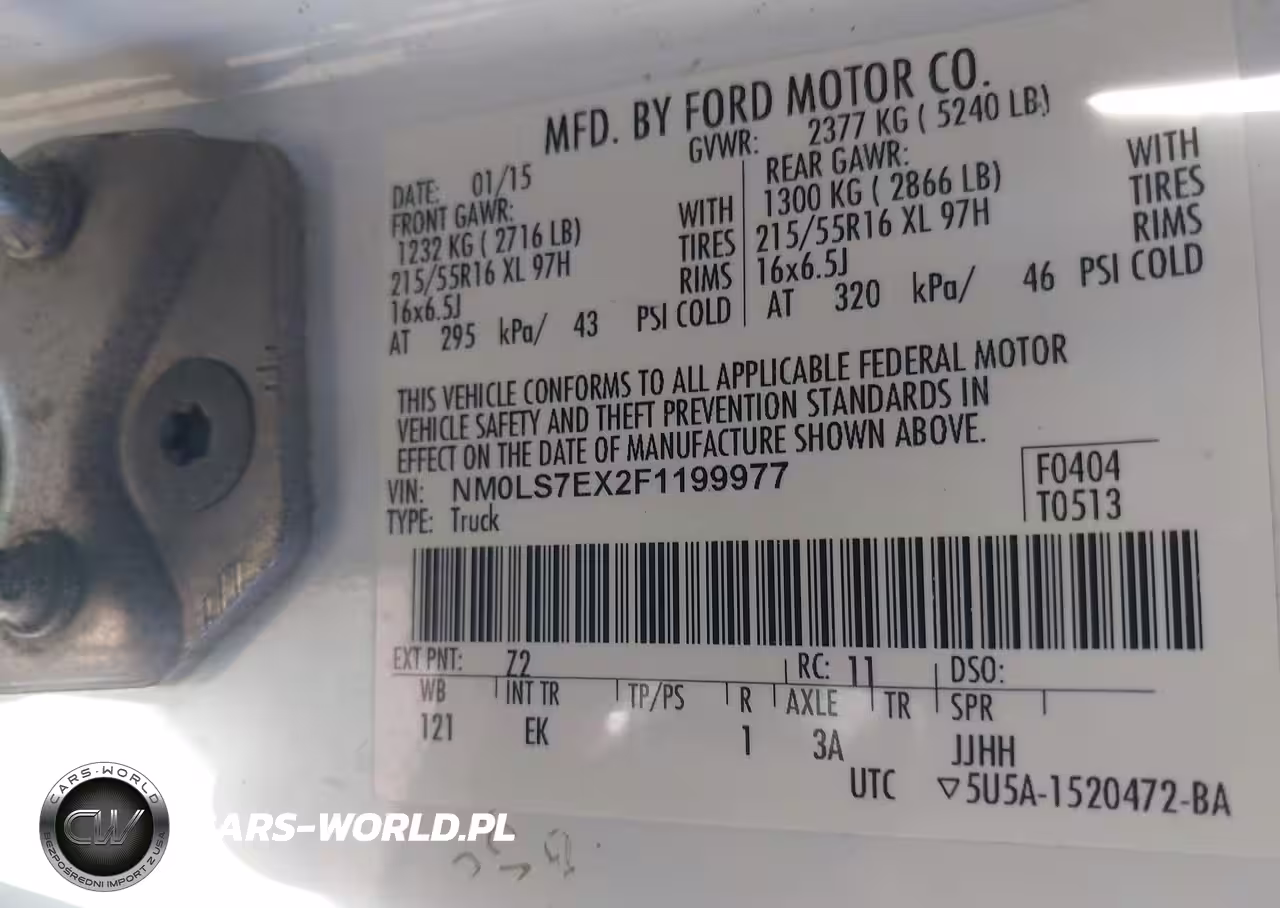 MFD. BY FORD MOTOR CO.
DATE: 01/15
GVWR: 2377 KG ( 5240 LB)
FRONT GAWR:
1232 KG ( 2716 LB) WITH
215/55R16 XL 97H TIRES
16x6.5J RIMS
AT 295 kPa/ 43 PSI COLD
REAR GAWR: WITH
1300 KG ( 2866 LB) TIRES
215/55R16 XL 97H RIMS
16x6.5J
AT 320 kPa/ 46 PSI COLD
THIS VEHICLE CONFORMS TO ALL APPLICABLE FEDERAL MOTOR
VEHICLE SAFETY AND THEFT PREVENTION STANDARDS IN
EFFECT ON THE DATE OF MANUFACTURE SHOWN ABOVE.
VIN: NM0LS7EX2F1199977
TYPE: Truck
F0404
T0513
EXT PNT: Z2 RC: 11 DSO:
WB INT TR TP/PS R AXLE TR SPR
121 EK 1 3A JJHH
UTC ▽5U5A-1520472-BA
CARS-WORLD
CW
BEZPOŚREDNI IMPORT Z USA
CARS-WORLD.PL